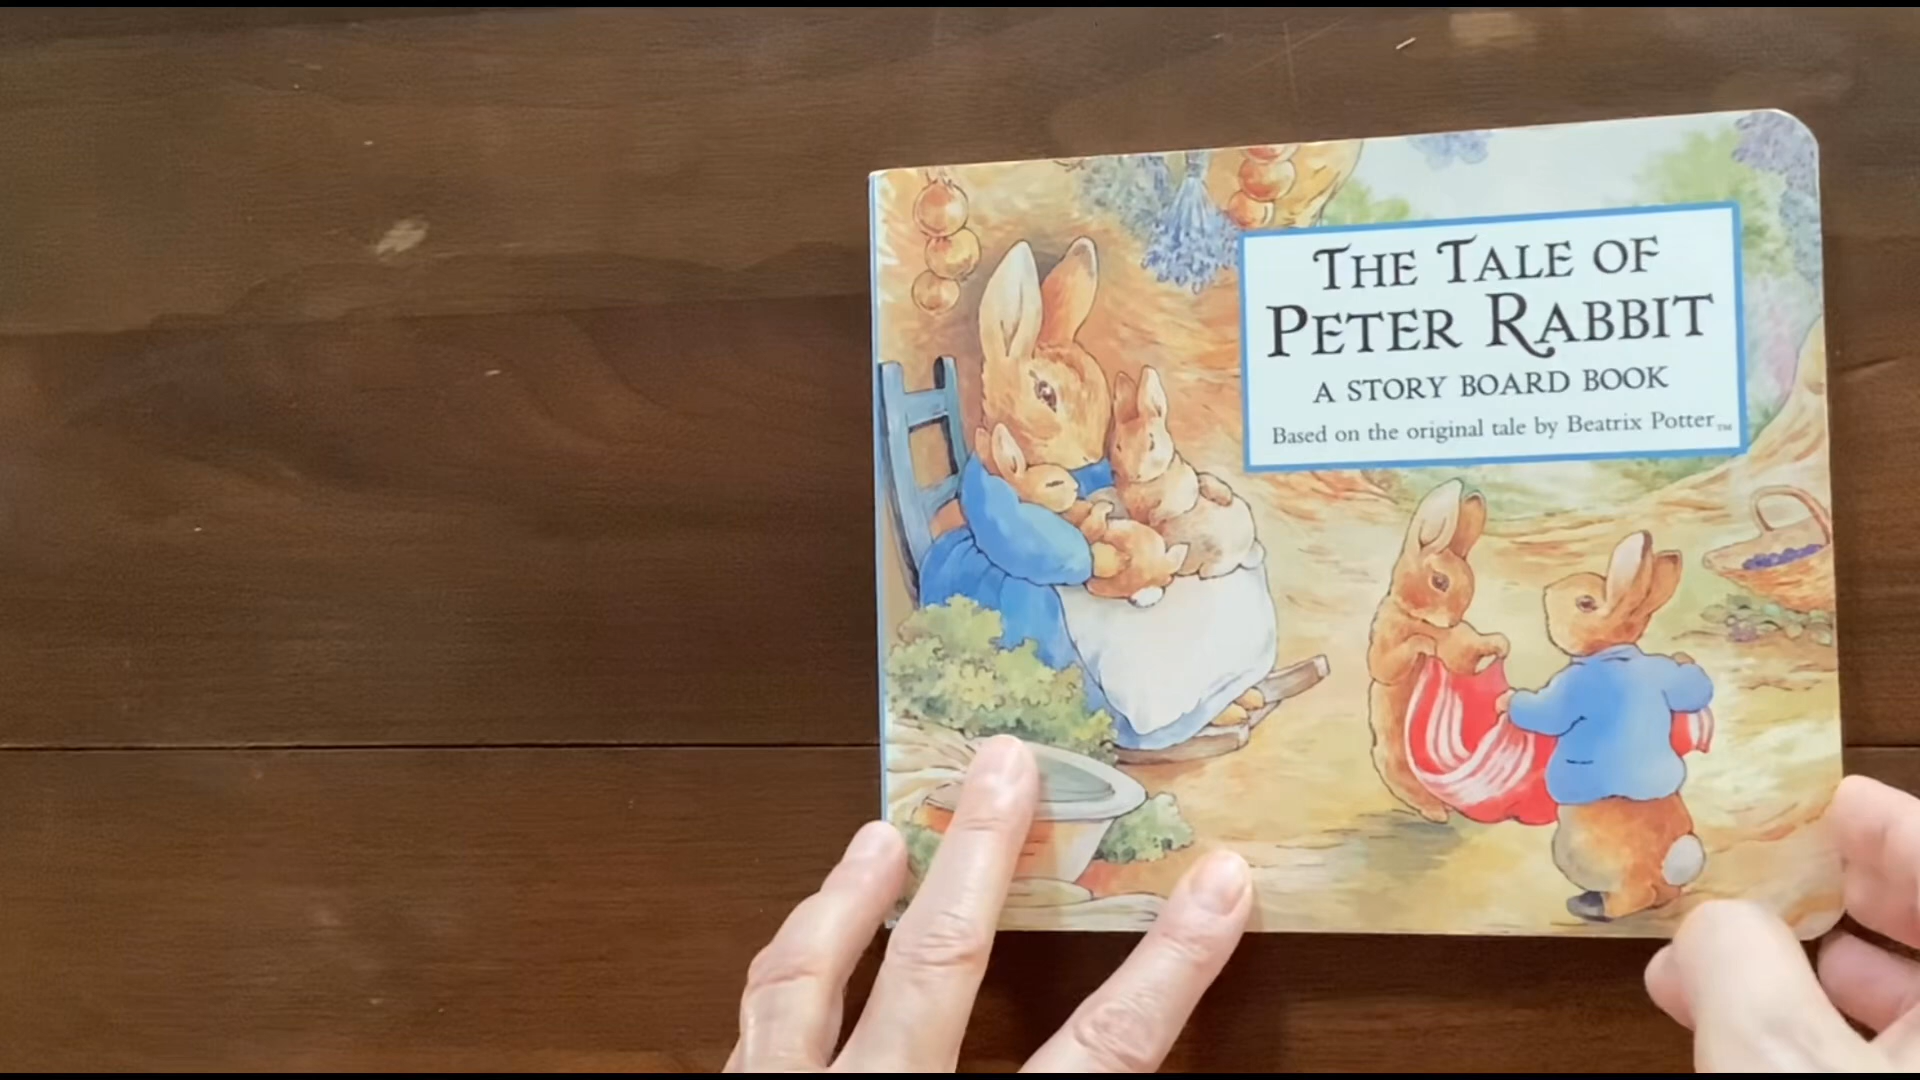 THE TALE OF
PETER RABBIT
A STORY BOARD BOOK
Based on the original tale by Beatrix Potter™